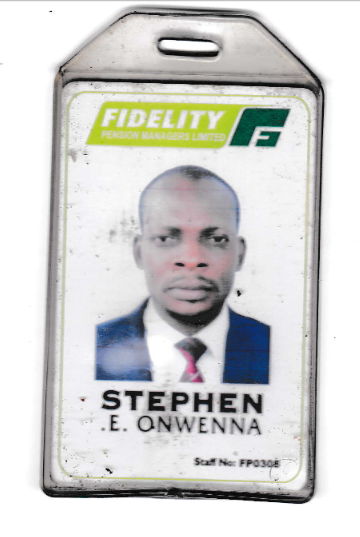 FIDELITY
PENSION MANAGERS LIMITED
STEPHEN
.E. ONWENNA
Staff No: FP0308